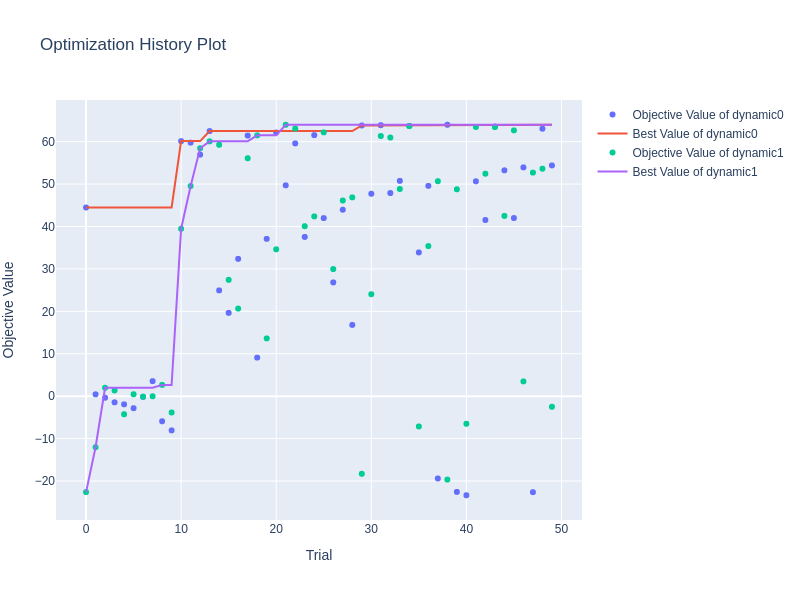 Optimization History Plot
Objective Value of dynamic0
Best Value of dynamic0
Objective Value of dynamic1
Best Value of dynamic1
60
50
40
30
20
10
0
−10
−20
Objective Value
0 10 20 30 40 50
Trial